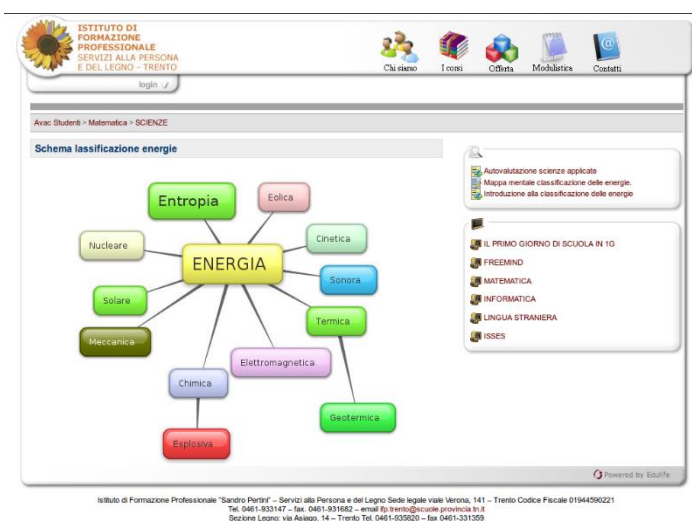 ISTITUTO DI
FORMAZIONE
PROFESSIONALE
SERVIZI ALLA PERSONA
E DEL LEGNO – TRENTO
Chi siamo
I corsi
Offerta
Modulistica
Contatti
login
Avac Studenti > Matematica > SCIENZE
Schema lassificazione energie
Entropia
Eolica
Nucleare
Cinetica
ENERGIA
Sonora
Solare
Termica
Meccanica
Elettromagnetica
Chimica
Geotermica
Esplosiva
Autovalutazione scienze applicate
Mappa mentale classificazione delle energie.
Introduzione alla classificazione delle energie
IL PRIMO GIORNO DI SCUOLA IN 1G
FREEMIND
MATEMATICA
INFORMATICA
LINGUA STRANIERA
ISSES
Powered by Edulife
Istituto di Formazione Professionale "Sandro Pertini" – Servizi alla Persona e del Legno Sede legale viale Verona, 141 – Trento Codice Fiscale 01944590221
Tel. 0461-933147 – fax. 0461-931682 – email ifp.trento@scuole.provincia.tn.it
Sezione Legno: via Asiago, 14 – Trento Tel. 0461-935820 – fax 0461-331359